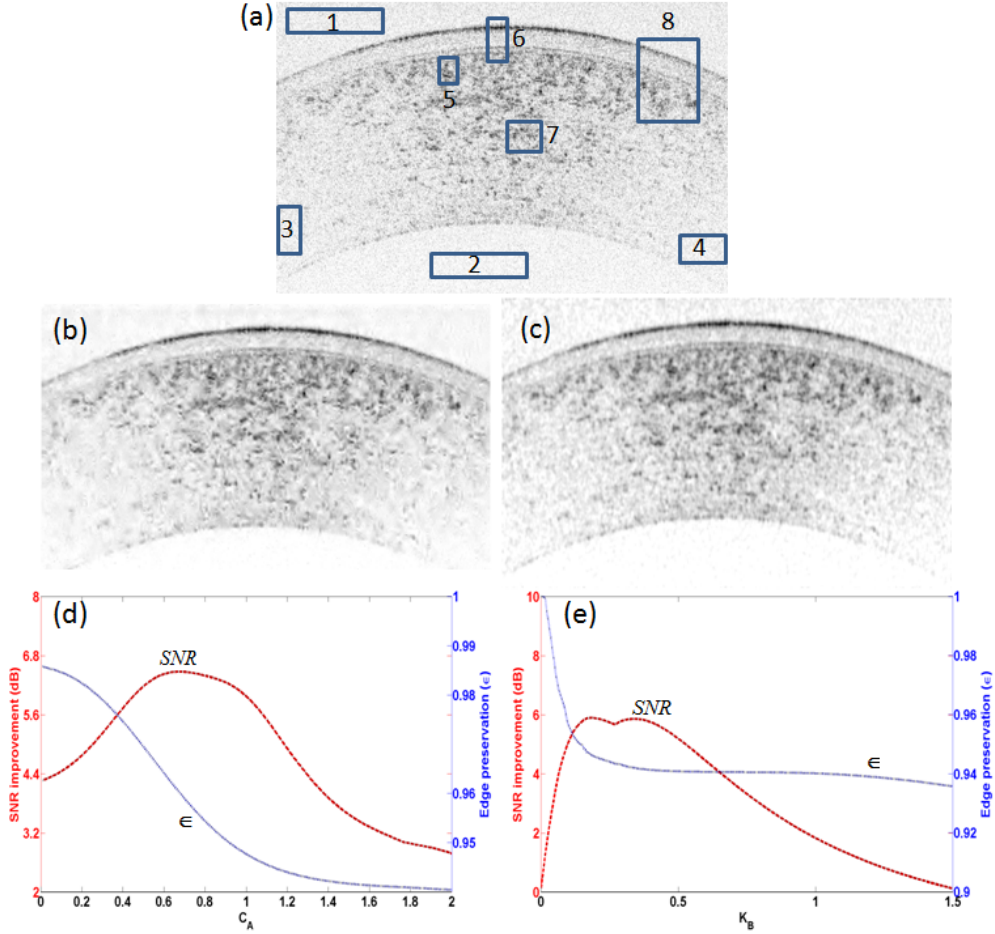 (a)
1
8
6
5
7
3
4
2
(b)
(c)
(d)
8
6.8
5.6
4.4
3.2
2
SNR improvement (dB)
SNR
∈
1
0.99
0.98
0.96
0.95
Edge preservation (∈)
0 0.2 0.4 0.6 0.8 1 1.2 1.4 1.6 1.8 2
C_A
(e)
10
8
6
4
2
0
SNR improvement (dB)
SNR
∈
1
0.98
0.96
0.94
0.92
0.9
Edge preservation (∈)
0 0.5 1 1.5
K_B